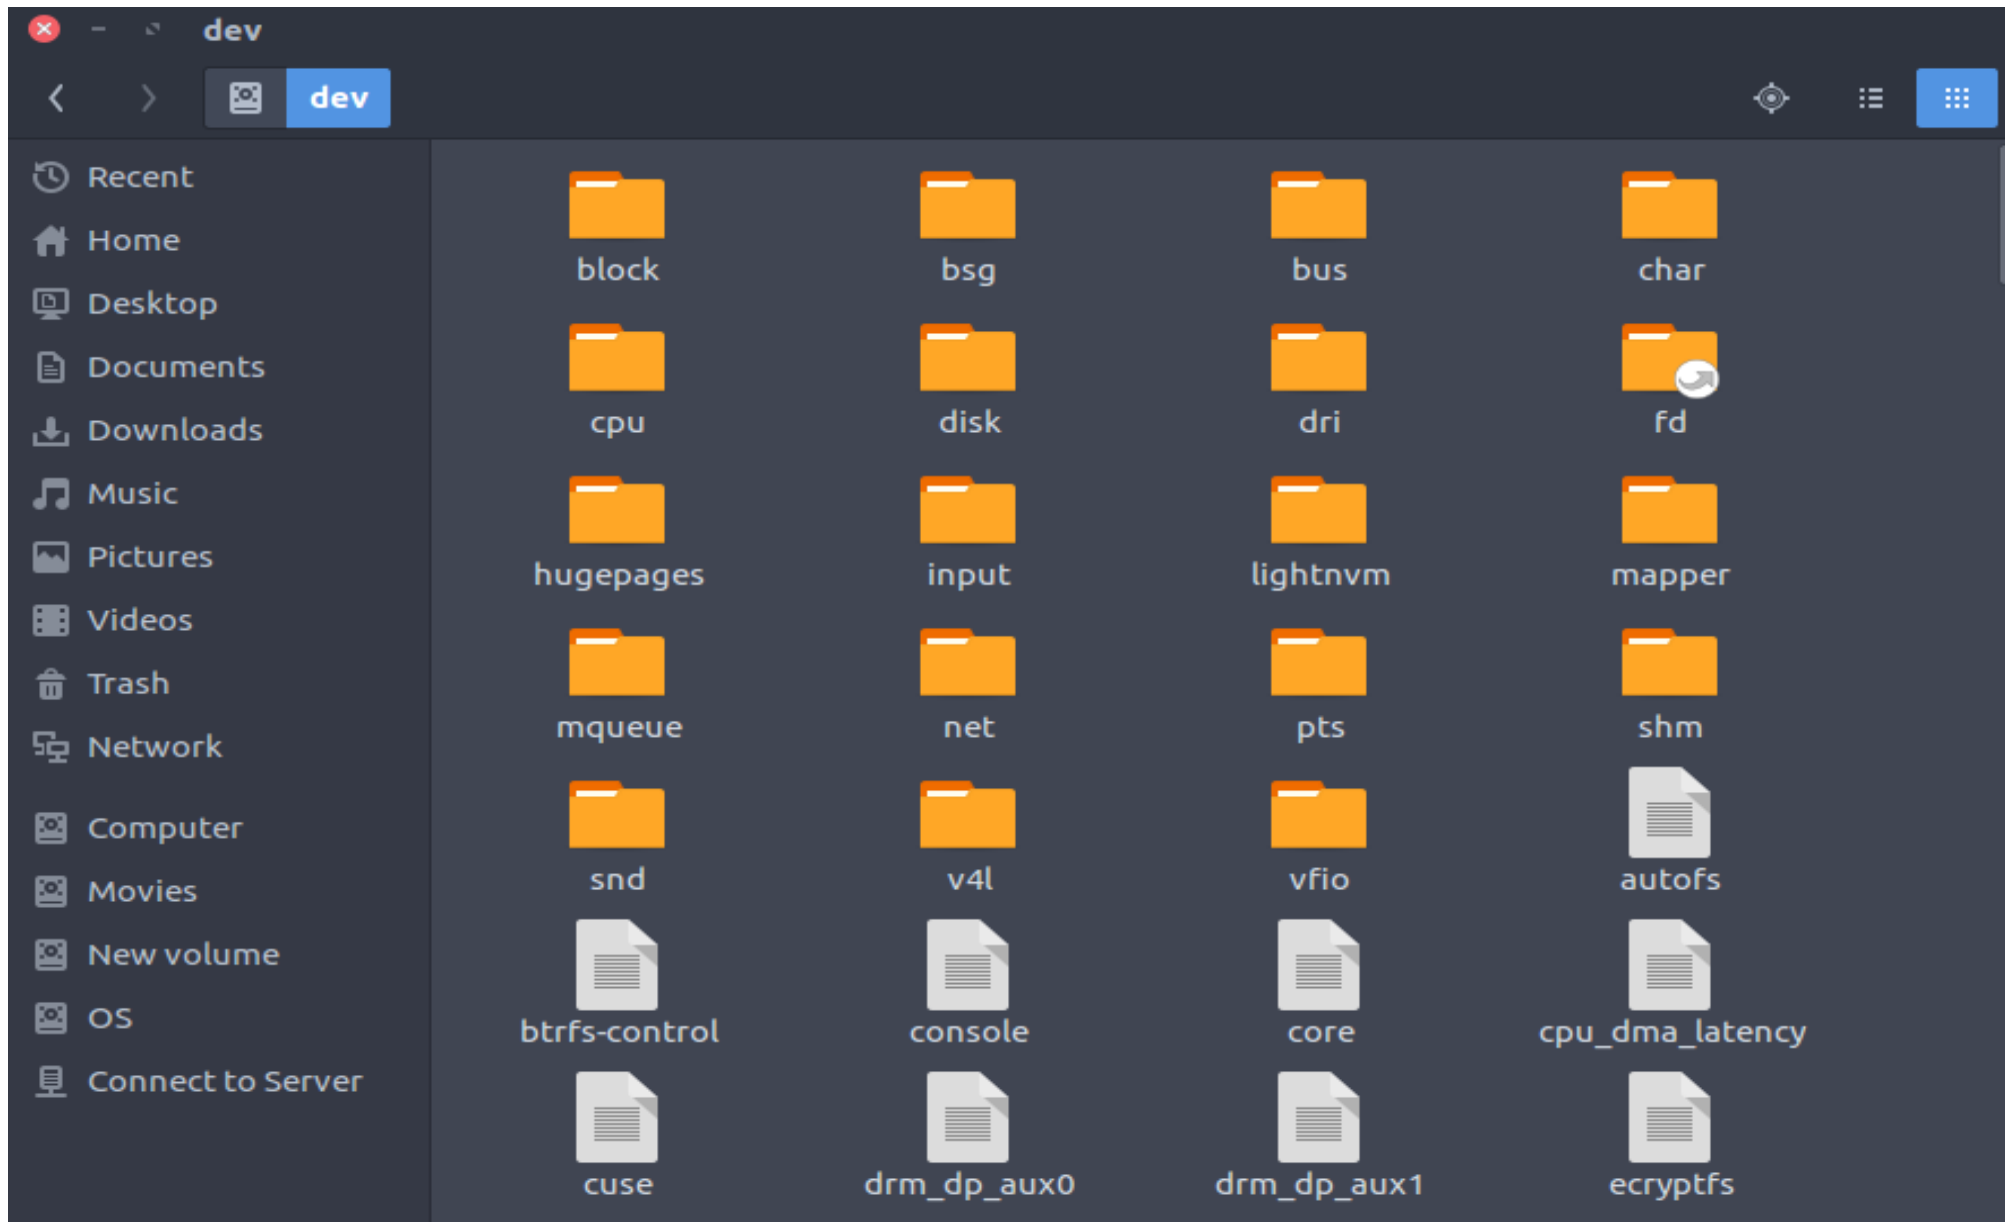 dev
dev
Recent
Home
Desktop
Documents
Downloads
Music
Pictures
Videos
Trash
Network
Computer
Movies
New volume
OS
Connect to Server
block bsg bus char
cpu disk dri fd
hugepages input lightnvm mapper
mqueue net pts shm
snd v4l vfio autofs
btrfs-control console core cpu_dma_latency
cuse drm_dp_aux0 drm_dp_aux1 ecryptfs